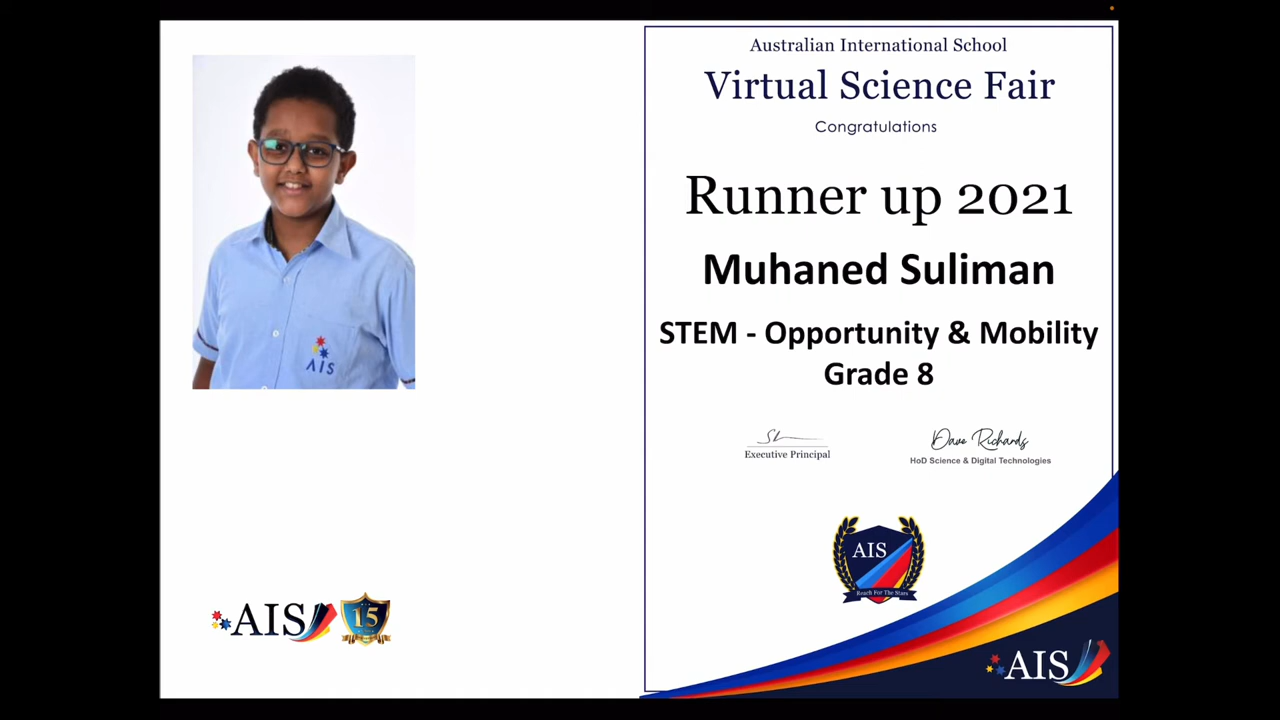 Australian International School
Virtual Science Fair
Congratulations
Runner up 2021
Muhaned Suliman
STEM - Opportunity & Mobility
Grade 8
Executive Principal
Dave Richards
HoD Science & Digital Technologies
AIS
AIS
Reach For The Stars
AIS
15
AIS